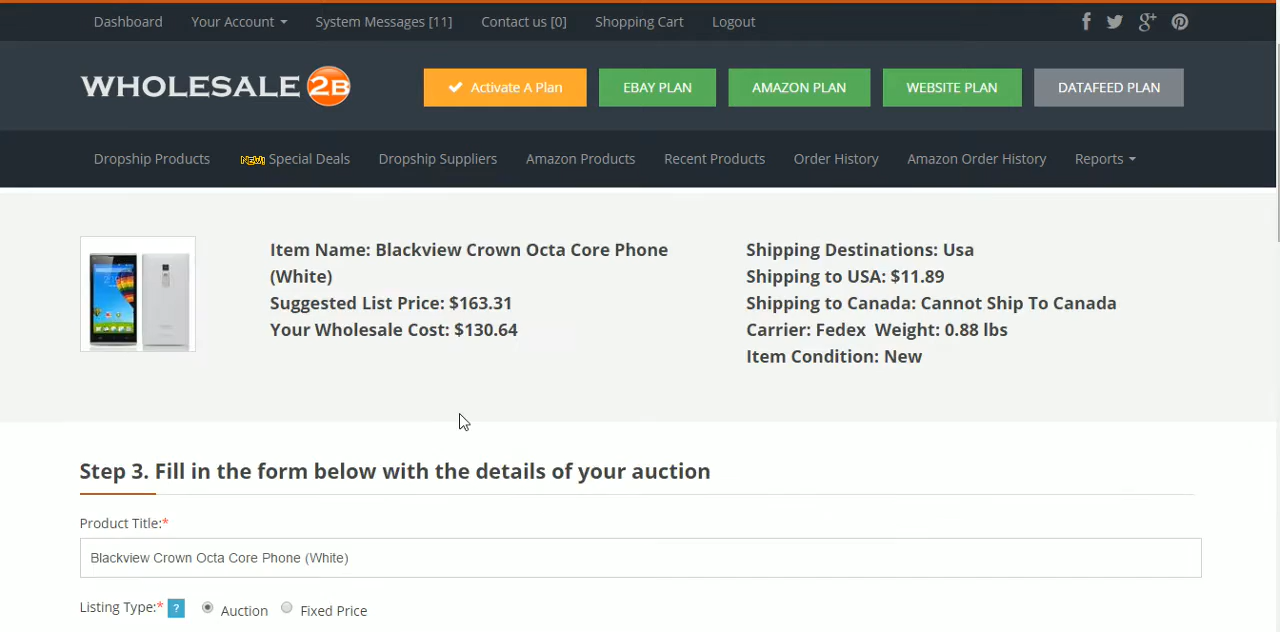 Dashboard Your Account System Messages [11] Contact us [0] Shopping Cart Logout
WHOLESALE 2B Activate A Plan EBAY PLAN AMAZON PLAN WEBSITE PLAN DATAFEED PLAN
Dropship Products NEW! Special Deals Dropship Suppliers Amazon Products Recent Products Order History Amazon Order History Reports
Item Name: Blackview Crown Octa Core Phone
(White)
Suggested List Price: $163.31
Your Wholesale Cost: $130.64
Shipping Destinations: Usa
Shipping to USA: $11.89
Shipping to Canada: Cannot Ship To Canada
Carrier: Fedex Weight: 0.88 lbs
Item Condition: New
Step 3. Fill in the form below with the details of your auction
Product Title:*
Blackview Crown Octa Core Phone (White)
Listing Type:* ? Auction Fixed Price